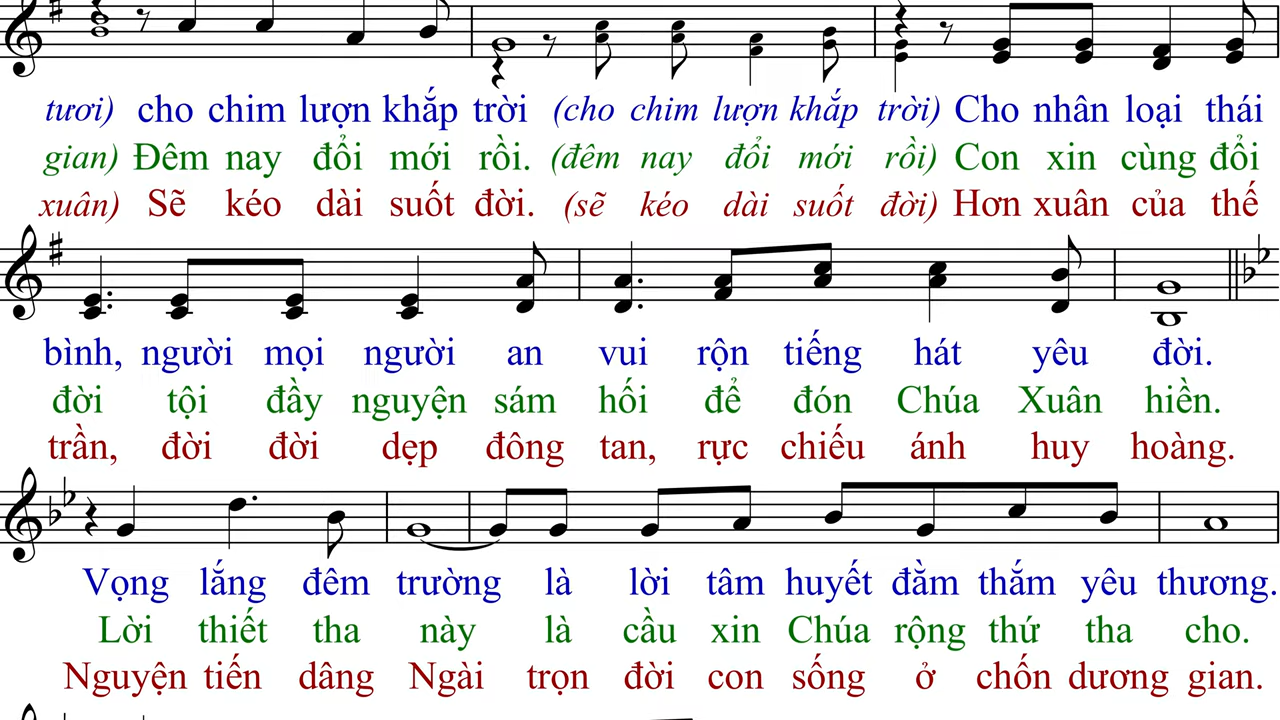 tươi) cho chim lượn khắp trời (cho chim lượn khắp trời) Cho nhân loại thái
gian) Đêm nay đổi mới rồi. (đêm nay đổi mới rồi) Con xin cùng đổi
xuân) Sẽ kéo dài suốt đời. (sẽ kéo dài suốt đời) Hơn xuân của thế
bình, người mọi người an vui rộn tiếng hát yêu đời.
đời tội đầy nguyện sám hối để đón Chúa Xuân hiền.
trần, đời đời dẹp đông tan, rực chiếu ánh huy hoàng.
Vọng lắng đêm trường là lời tâm huyết đằm thắm yêu thương.
Lời thiết tha này là cầu xin Chúa rộng thứ tha cho.
Nguyện tiến dâng Ngài trọn đời con sống ở chốn dương gian.